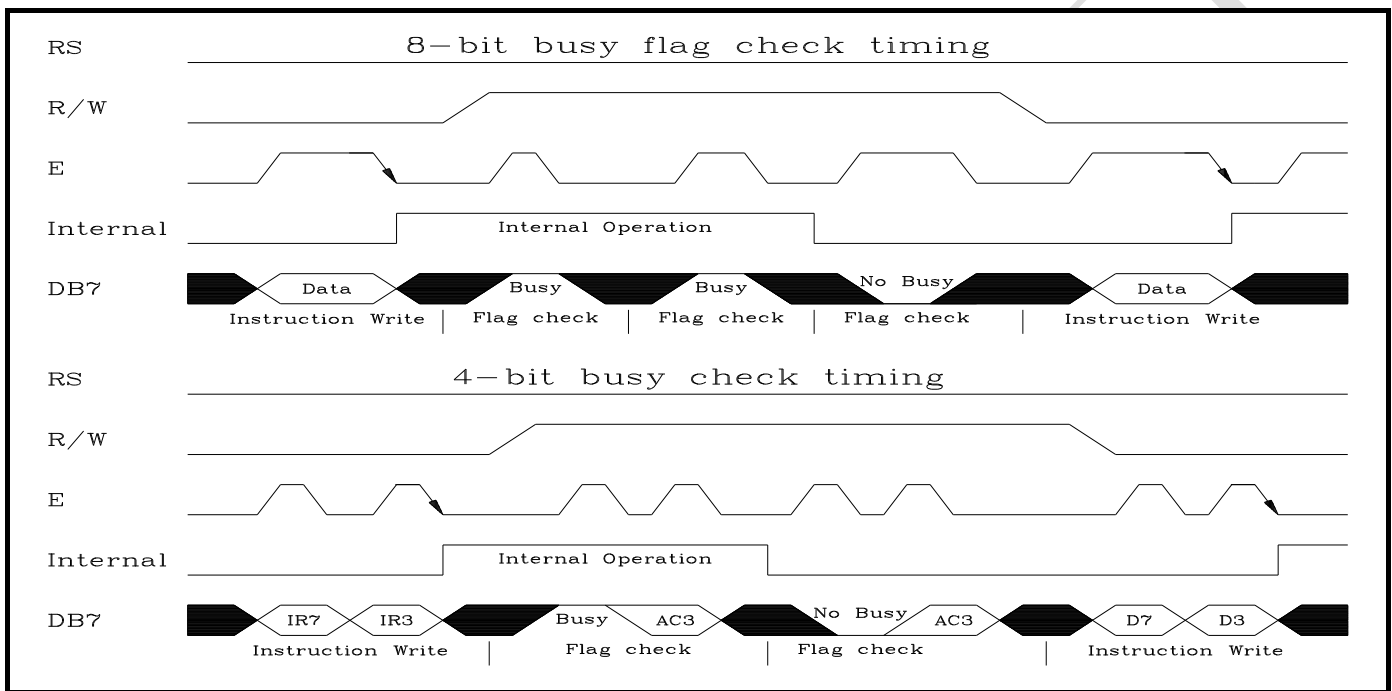 RS 8-bit busy flag check timing
R/W
E
Internal Internal Operation
DB7 Data Busy Busy No Busy Data
Instruction Write Flag check Flag check Flag check Instruction Write
RS 4-bit busy check timing
R/W
E
Internal Internal Operation
DB7 IR7 IR3 Busy AC3 No Busy AC3 D7 D3
Instruction Write Flag check Flag check Instruction Write